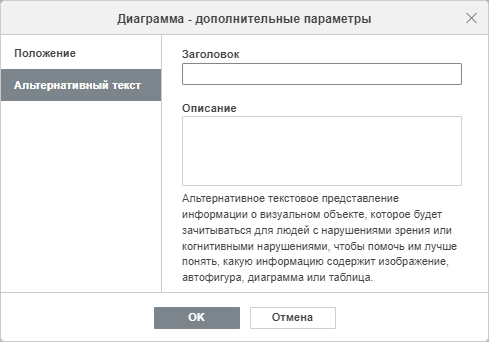 Диаграмма - дополнительные параметры
Положение
Альтернативный текст
Заголовок
Описание
Альтернативное текстовое представление
информации о визуальном объекте, которое будет
зачитываться для людей с нарушениями зрения или
когнитивными нарушениями, чтобы помочь им лучше
понять, какую информацию содержит изображение,
автофигура, диаграмма или таблица.
OK
Отмена